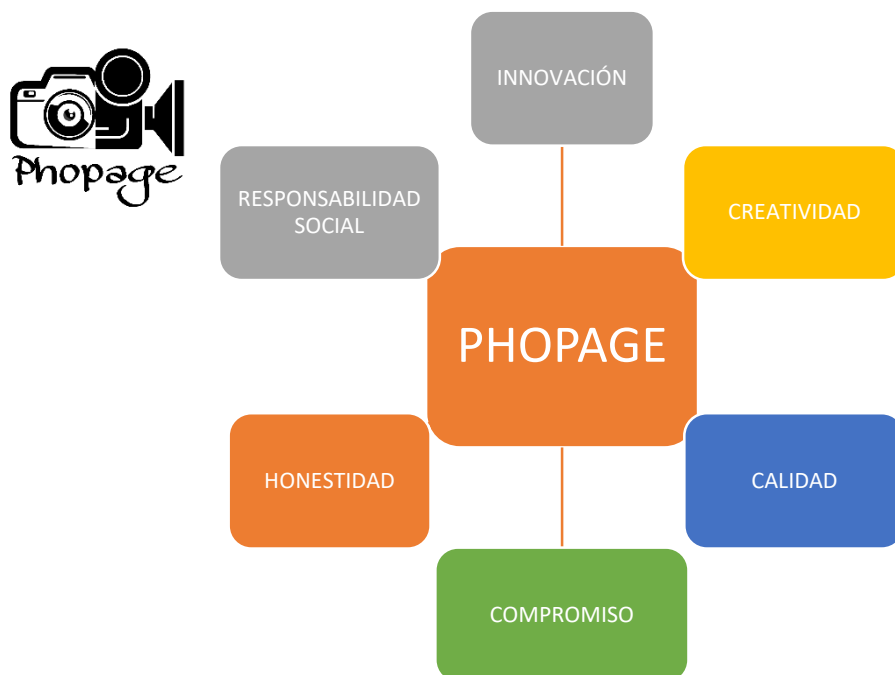 Phopage
INNOVACIÓN
RESPONSABILIDAD
SOCIAL
CREATIVIDAD
PHOPAGE
HONESTIDAD
CALIDAD
COMPROMISO